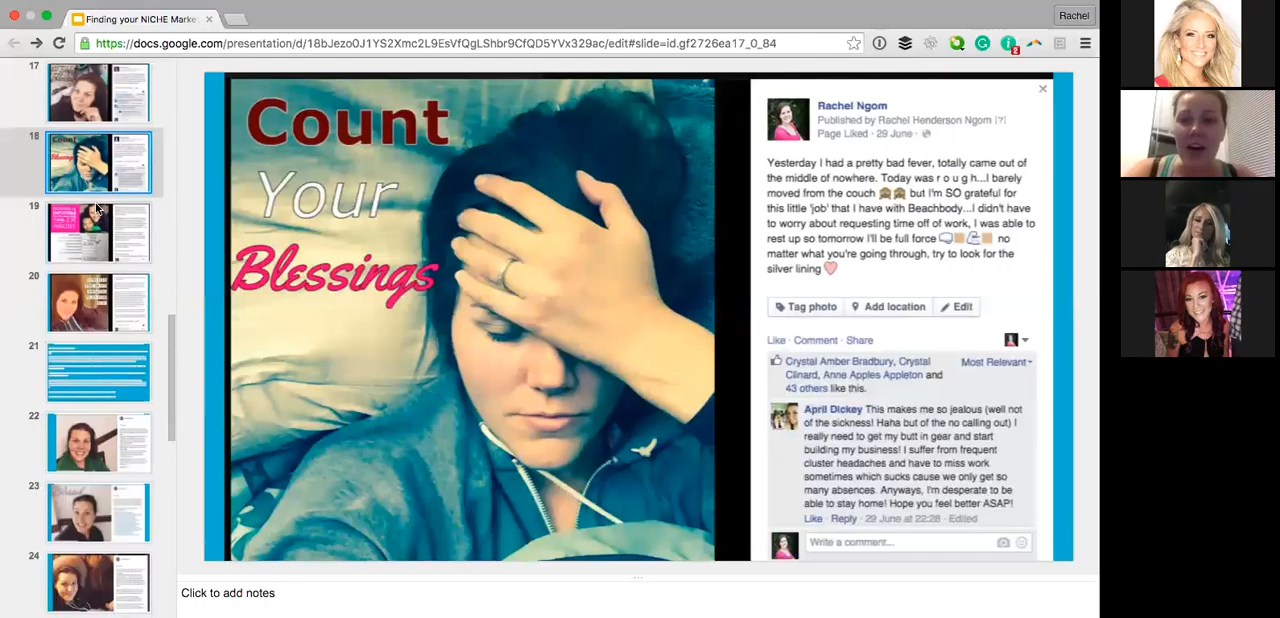 Finding your NICHE Marke
Rachel
https://docs.google.com/presentation/d/18bJezo0J1YS2Xmc2L9EsVfQgLShbr9CfQD5YVx329ac/edit#slide=id.gf2726ea17_0_84
2
17
18
19
20
21
22
23
24
Count
Your
Blessings
Rachel Ngom
Published by Rachel Henderson Ngom [?]
Page Liked · 29 June ·
Yesterday I had a pretty bad fever, totally came out of
the middle of nowhere. Today was r o u g h...I barely
moved from the couch but I'm SO grateful for
this little 'job' that I have with Beachbody...I didn't have
to worry about requesting time off of work, I was able to
rest up so tomorrow I'll be full force no
matter what you're going through, try to look for the
silver lining
Tag photo Add location Edit
Like · Comment · Share
Crystal Amber Bradbury, Crystal
Clinard, Anne Apples Appleton and
43 others like this.
Most Relevant
April Dickey This makes me so jealous (well not
of the sickness! Haha but of the no calling out) I
really need to get my butt in gear and start
building my business! I suffer from frequent
cluster headaches and have to miss work
sometimes which sucks cause we only get so
many absences. Anyways, I'm desperate to be
able to stay home! Hope you feel better ASAP!
Like · Reply · 29 June at 22:28 · Edited
Write a comment...
Click to add notes